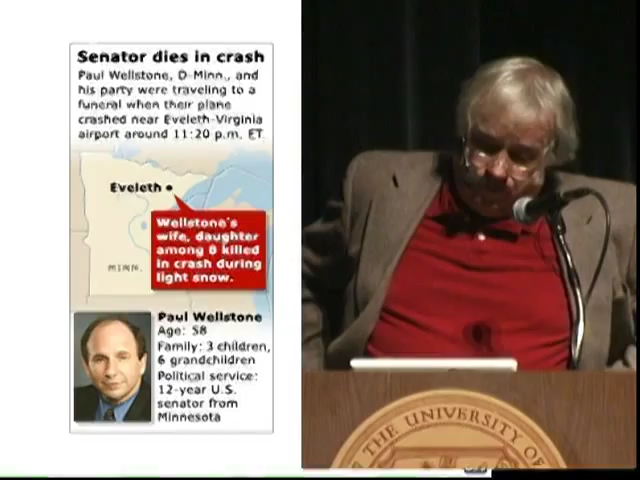 Senator dies in crash
Paul Wellstone, D-Minn., and
his party were traveling to a
funeral when their plane
crashed near Eveleth-Virginia
airport around 11:20 p.m. ET
Eveleth
Wellstone's
wife, daughter
among 8 killed
in crash during
light snow.
MINN.
Paul Wellstone
Age: 58
Family: 3 children,
6 grandchildren
Political service:
12-year U.S.
senator from
Minnesota
THE UNIVERSITY OF